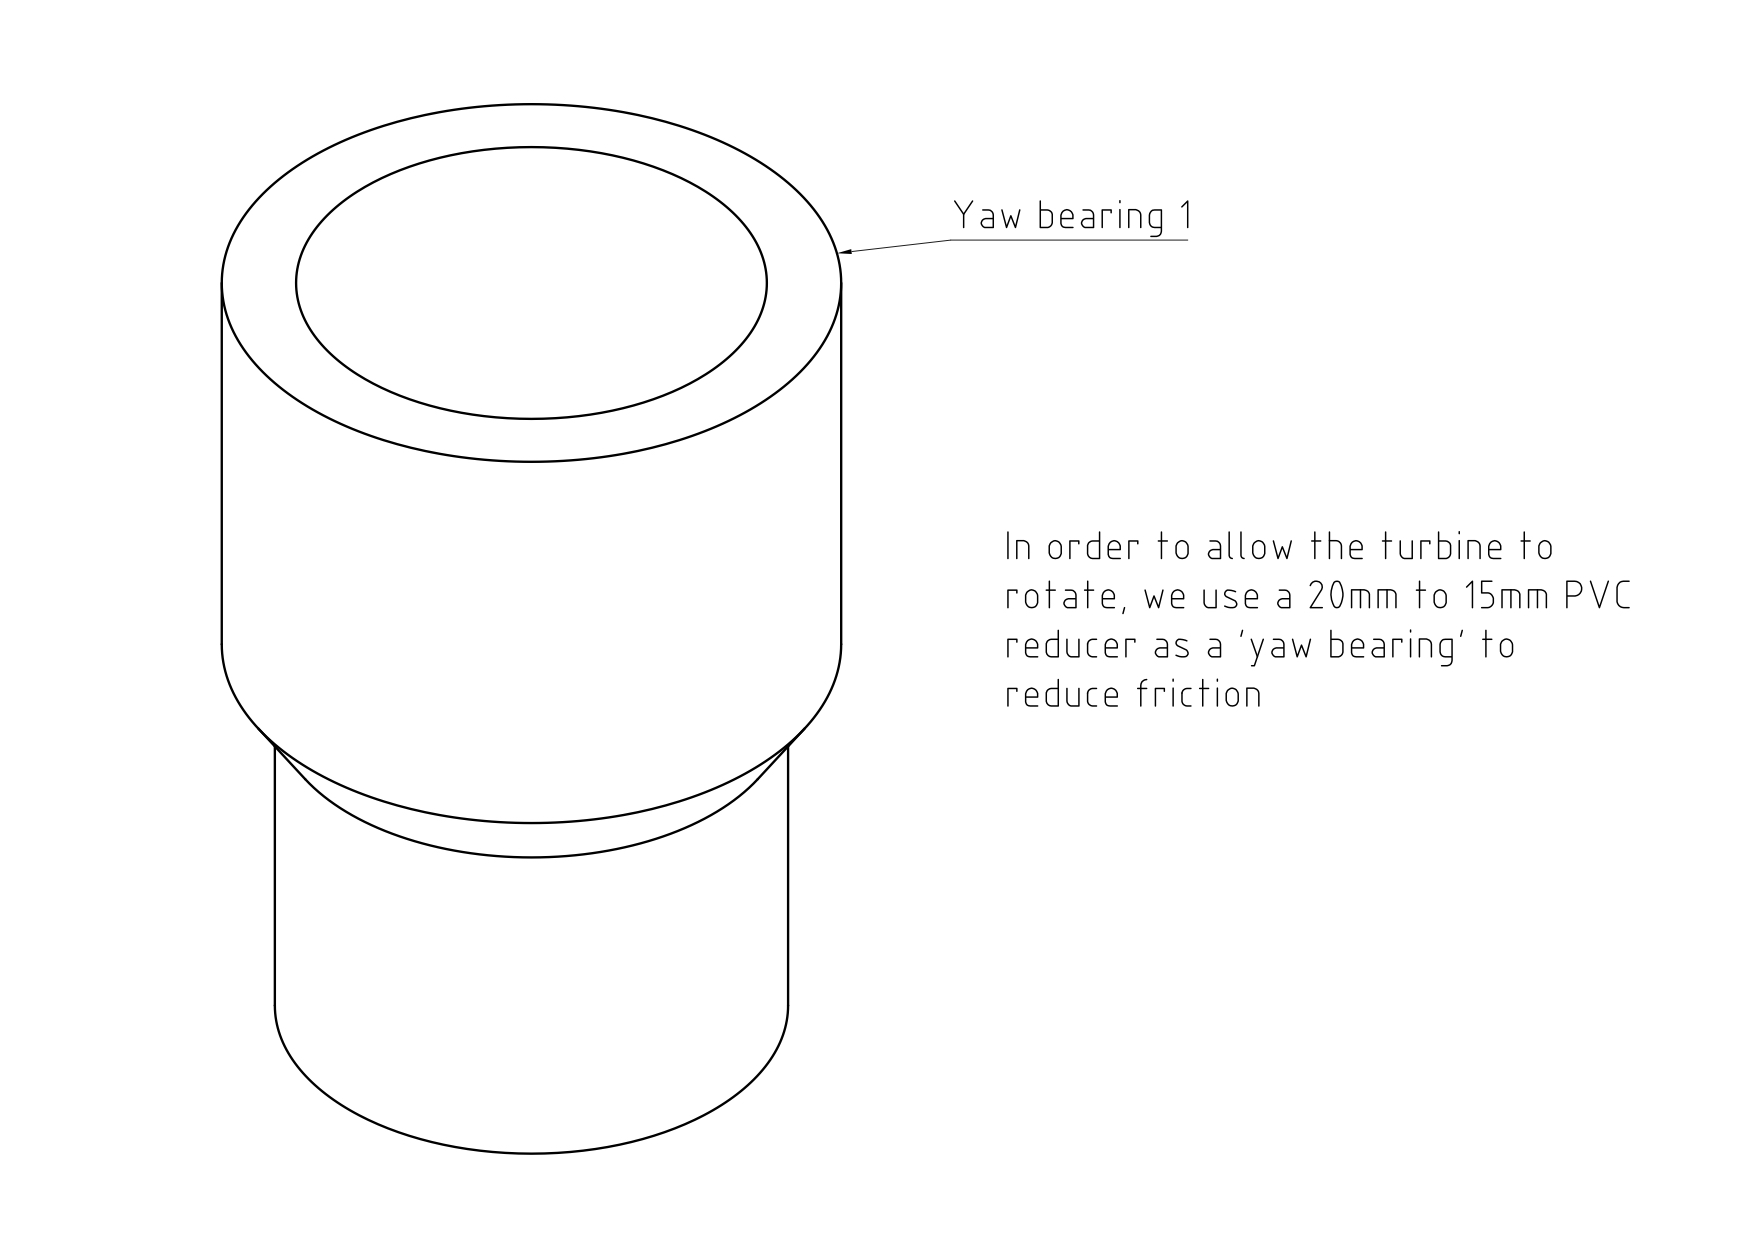 Yaw bearing 1
In order to allow the turbine to
rotate, we use a 20mm to 15mm PVC
reducer as a 'yaw bearing' to
reduce friction